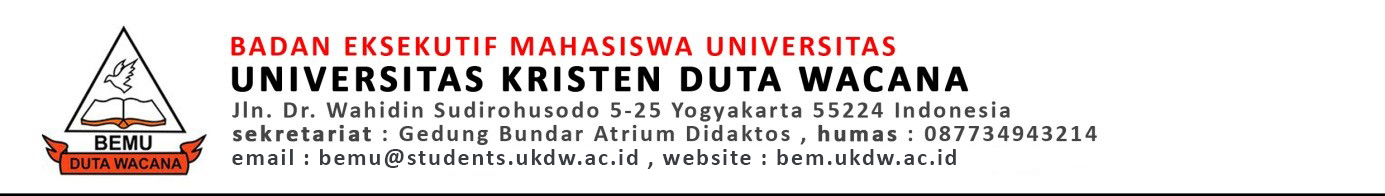 BEMU
DUTA WACANA
BADAN EKSEKUTIF MAHASISWA UNIVERSITAS
UNIVERSITAS KRISTEN DUTA WACANA
Jln. Dr. Wahidin Sudirohusodo 5-25 Yogyakarta 55224 Indonesia
sekretariat : Gedung Bundar Atrium Didaktos , humas : 087734943214
email : bemu@students.ukdw.ac.id , website : bem.ukdw.ac.id